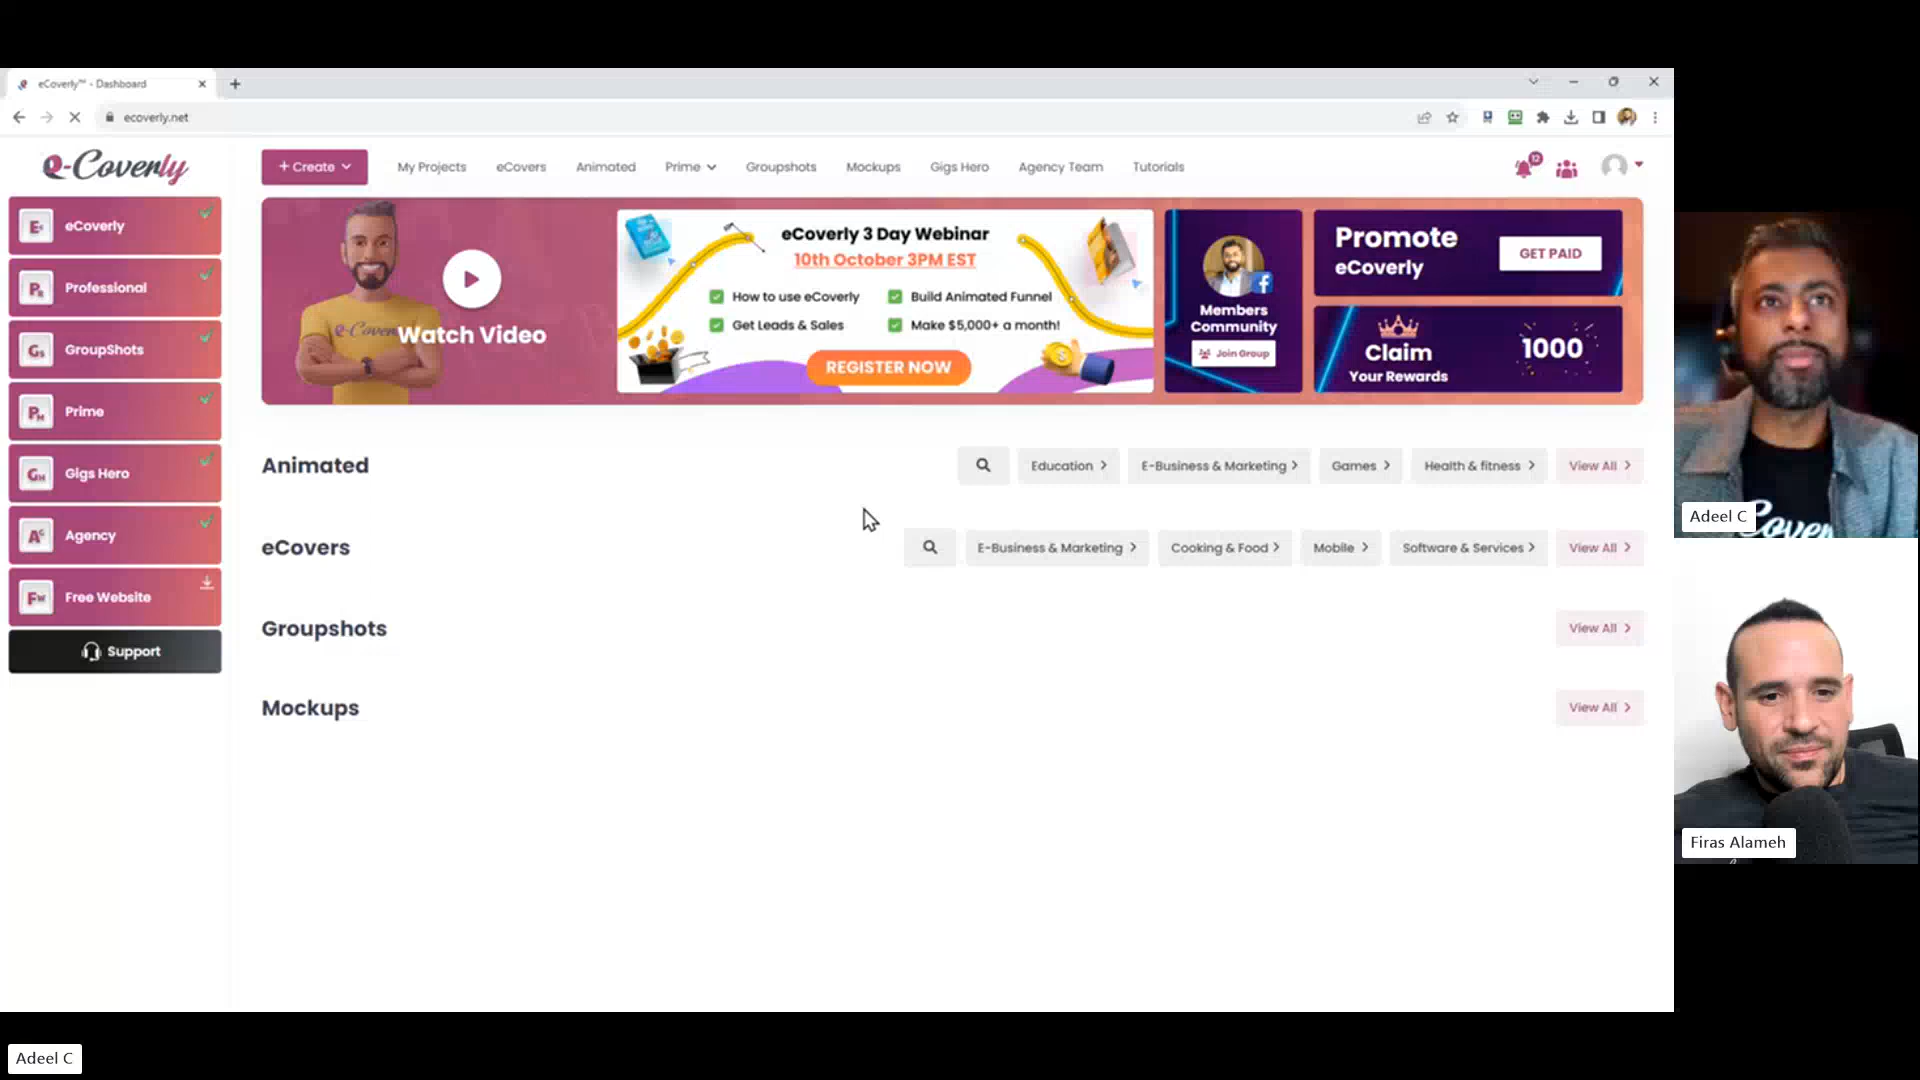 eCoverly™ - Dashboard
ecoverly.net
e-Coverly
+ Create
My Projects
eCovers
Animated
Prime
Groupshots
Mockups
Gigs Hero
Agency Team
Tutorials
12
eCoverly
Professional
GroupShots
Prime
Gigs Hero
Agency
Free Website
Support
Watch Video
eCoverly 3 Day Webinar
10th October 3PM EST
How to use eCoverly
Build Animated Funnel
Get Leads & Sales
Make $5,000+ a month!
REGISTER NOW
Members
Community
Join Group
Promote
eCoverly
GET PAID
Claim
Your Rewards
1000
Animated
Education
E-Business & Marketing
Games
Health & fitness
View All
eCovers
E-Business & Marketing
Cooking & Food
Mobile
Software & Services
View All
Groupshots
View All
Mockups
View All
Adeel C
Firas Alameh
Adeel C